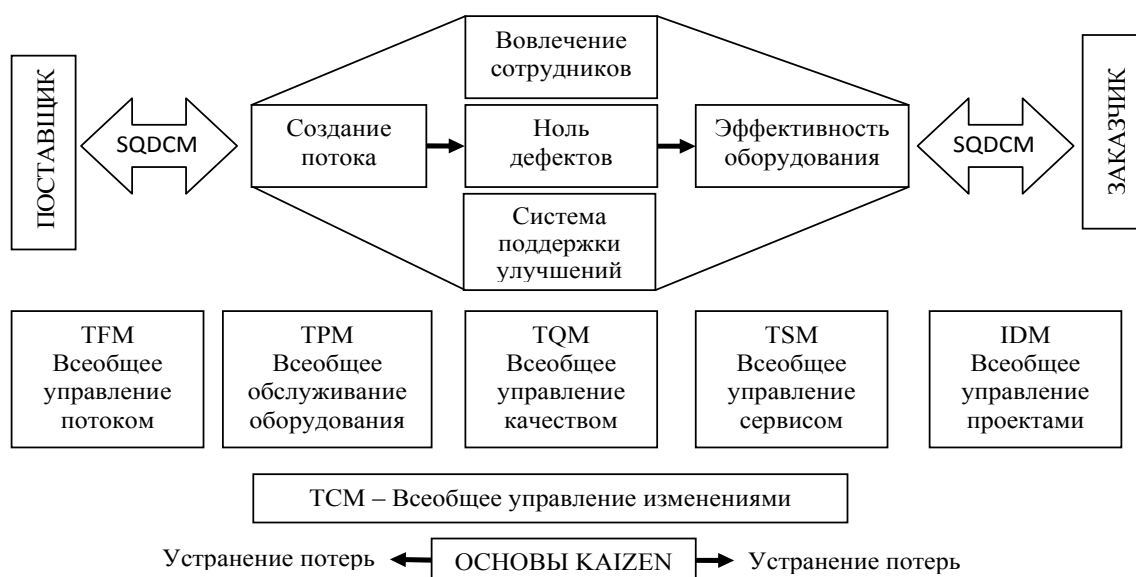 Вовлечение
сотрудников
ПОСТАВЩИК
SQDCM
Создание
потока
Ноль
дефектов
Эффективность
оборудования
SQDCM
ЗАКАЗЧИК
Система
поддержки
улучшений
TFM
Всеобщее
управление
потоком
TPM
Всеобщее
обслуживание
оборудования
TQM
Всеобщее
управление
качеством
TSM
Всеобщее
управление
сервисом
IDM
Всеобщее
управление
проектами
TCM – Всеобщее управление изменениями
Устранение потерь
ОСНОВЫ KAIZEN
Устранение потерь